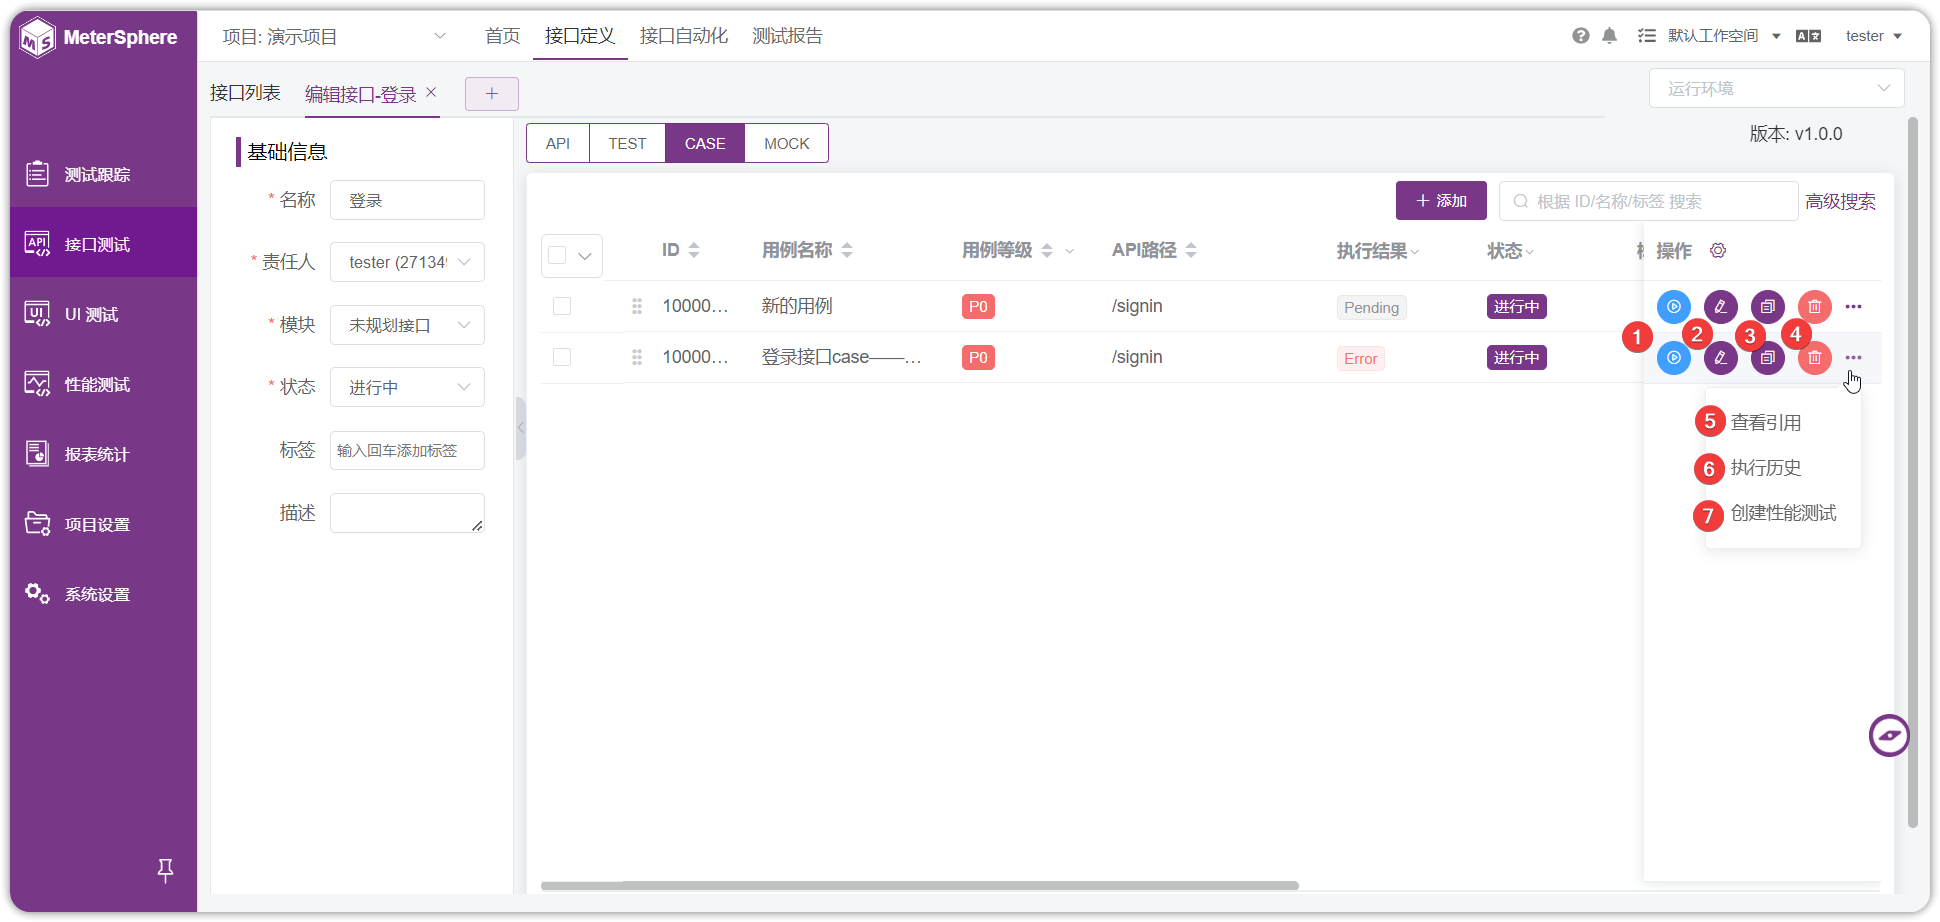 MeterSphere
项目: 演示项目
首页
接口定义
接口自动化
测试报告
默认工作空间
tester
接口列表
编辑接口-登录
运行环境
版本: v1.0.0
测试跟踪
API 接口测试
UI UI 测试
性能测试
报表统计
项目设置
系统设置
基础信息
* 名称 登录
* 责任人 tester (27134
* 模块 未规划接口
* 状态 进行中
标签 输入回车添加标签
描述
API TEST CASE MOCK
+ 添加
根据 ID/名称/标签 搜索
高级搜索
ID 用例名称 用例等级 API路径 执行结果 状态 操作
10000... 新的用例 P0 /signin Pending 进行中
1 2 3 4
10000... 登录接口case——... P0 /signin Error 进行中
5 查看引用
6 执行历史
7 创建性能测试